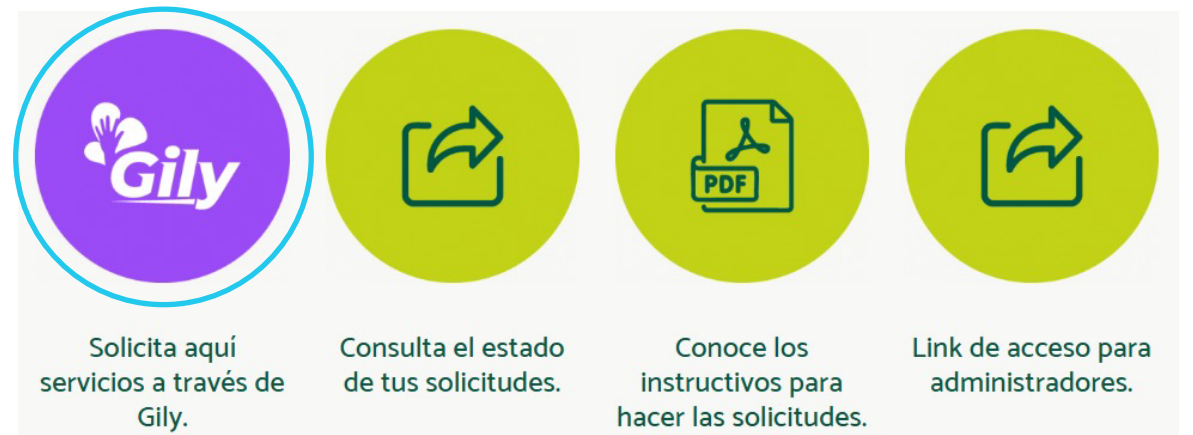 Gily
PDF
Solicita aquí
servicios a través de
Gily.
Consulta el estado
de tus solicitudes.
Conoce los
instructivos para
hacer las solicitudes.
Link de acceso para
administradores.